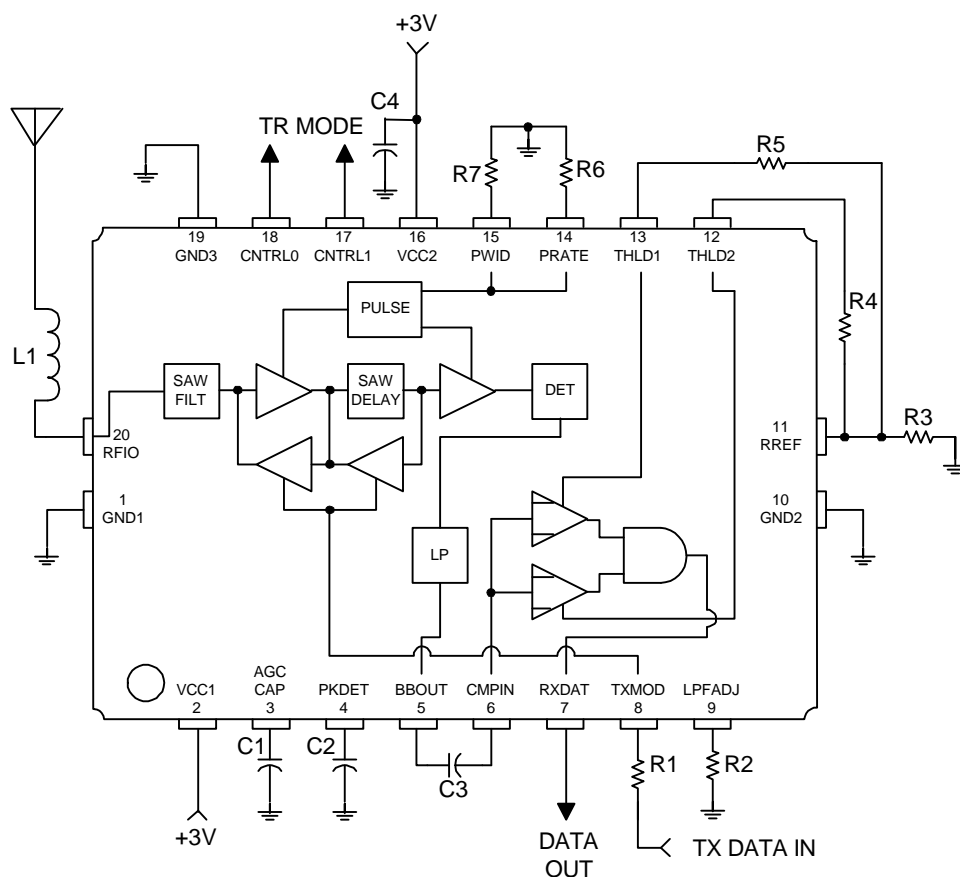 +3V
C4
TR MODE
R7
R6
R5
19
GND3
18
CNTRL0
17
CNTRL1
16
VCC2
15
PWID
14
PRATE
13
THLD1
12
THLD2
PULSE
R4
L1
SAW
FILT
SAW
DELAY
DET
20
RFIO
11
RREF
R3
1
GND1
10
GND2
LP
VCC1
2
AGC
CAP
3
PKDET
4
BBOUT
5
CMPIN
6
RXDAT
7
TXMOD
8
LPFADJ
9
C1
C2
C3
R1
R2
+3V
DATA
OUT
TX DATA IN